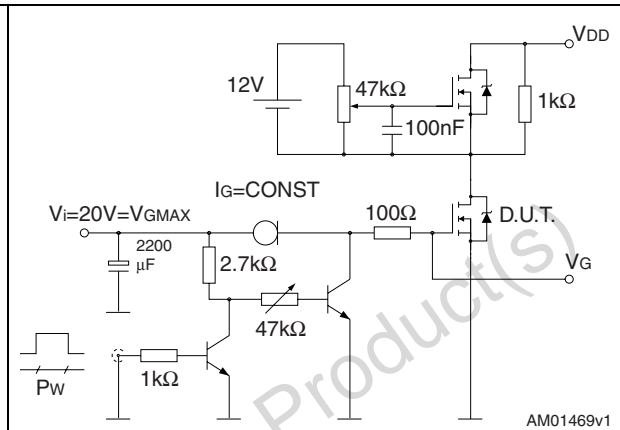 VDD
12V
47kΩ
1kΩ
100nF
IG=CONST
Vi=20V=VGMAX
100Ω
D.U.T.
2200
μF
2.7kΩ
VG
47kΩ
1kΩ
PW
Product(s)
AM01469v1